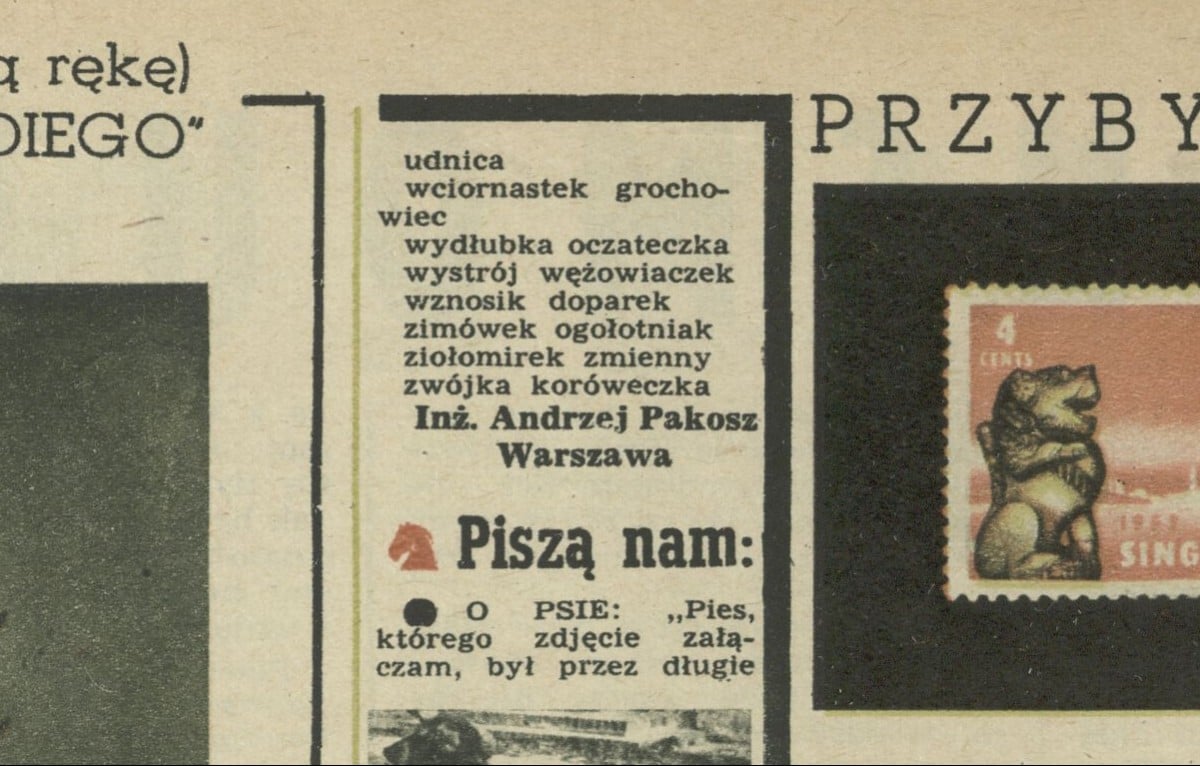 ą rękę)
DIEGO“
udnica
wciornastek grocho-
wiec
wydłubka oczateczka
wystrój wężowiaczek
wznosik doparek
zimówek ogołotniak
ziołomirek zmienny
zwójka koróweczka
Inż. Andrzej Pakosz
Warszawa
Piszą nam:
● O PSIE: „Pies,
którego zdjęcie załą-
czam, był przez długie
PRZYBY
4
CENTS
1959
SING